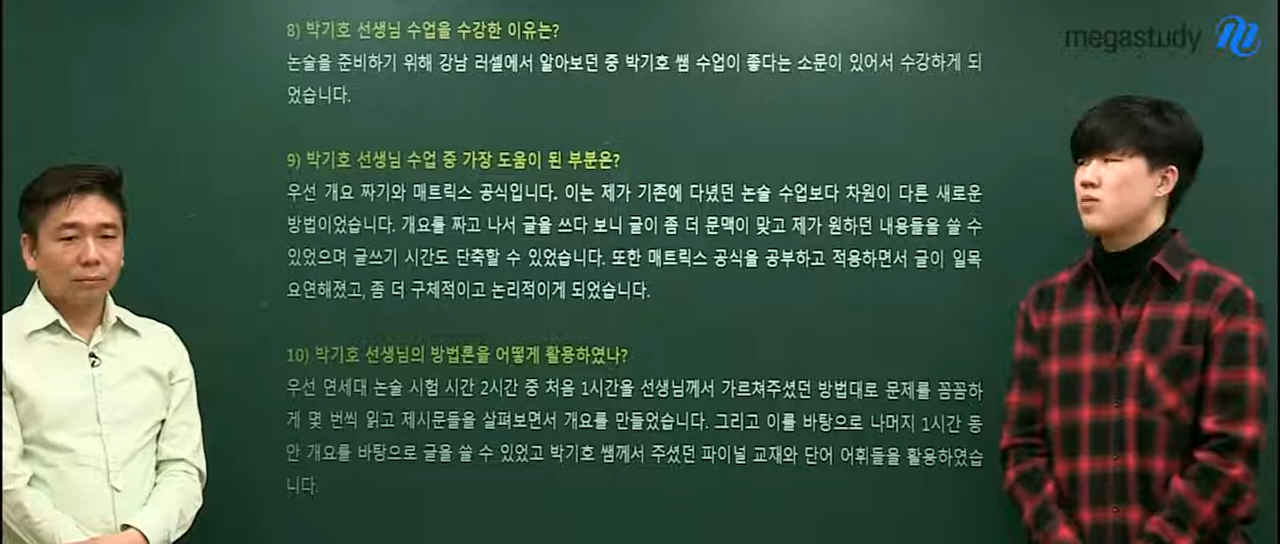 8) 박기호 선생님 수업을 수강한 이유는?
megastudy
논술을 준비하기 위해 강남 러셀에서 알아보던 중 박기호 쌤 수업이 좋다는 소문이 있어서 수강하게 되
었습니다.
9) 박기호 선생님 수업 중 가장 도움이 된 부분은?
우선 개요 짜기와 매트릭스 공식입니다. 이는 제가 기존에 다녔던 논술 수업보다 차원이 다른 새로운
방법이었습니다. 개요를 짜고 나서 글을 쓰다 보니 글이 좀 더 문맥이 맞고 제가 원하던 내용들을 쓸 수
있었으며 글쓰기 시간도 단축할 수 있었습니다. 또한 매트릭스 공식을 공부하고 적용하면서 글이 일목
요연해졌고, 좀 더 구체적이고 논리적이게 되었습니다.
10) 박기호 선생님의 방법론을 어떻게 활용하였나?
우선 연세대 논술 시험 시간 2시간 중 처음 1시간을 선생님께서 가르쳐주셨던 방법대로 문제를 꼼꼼하
게 몇 번씩 읽고 제시문들을 살펴보면서 개요를 만들었습니다. 그리고 이를 바탕으로 나머지 1시간 동
안 개요를 바탕으로 글을 쓸 수 있었고 박기호 쌤께서 주셨던 파이널 교재와 단어 어휘들을 활용하였습
니다.